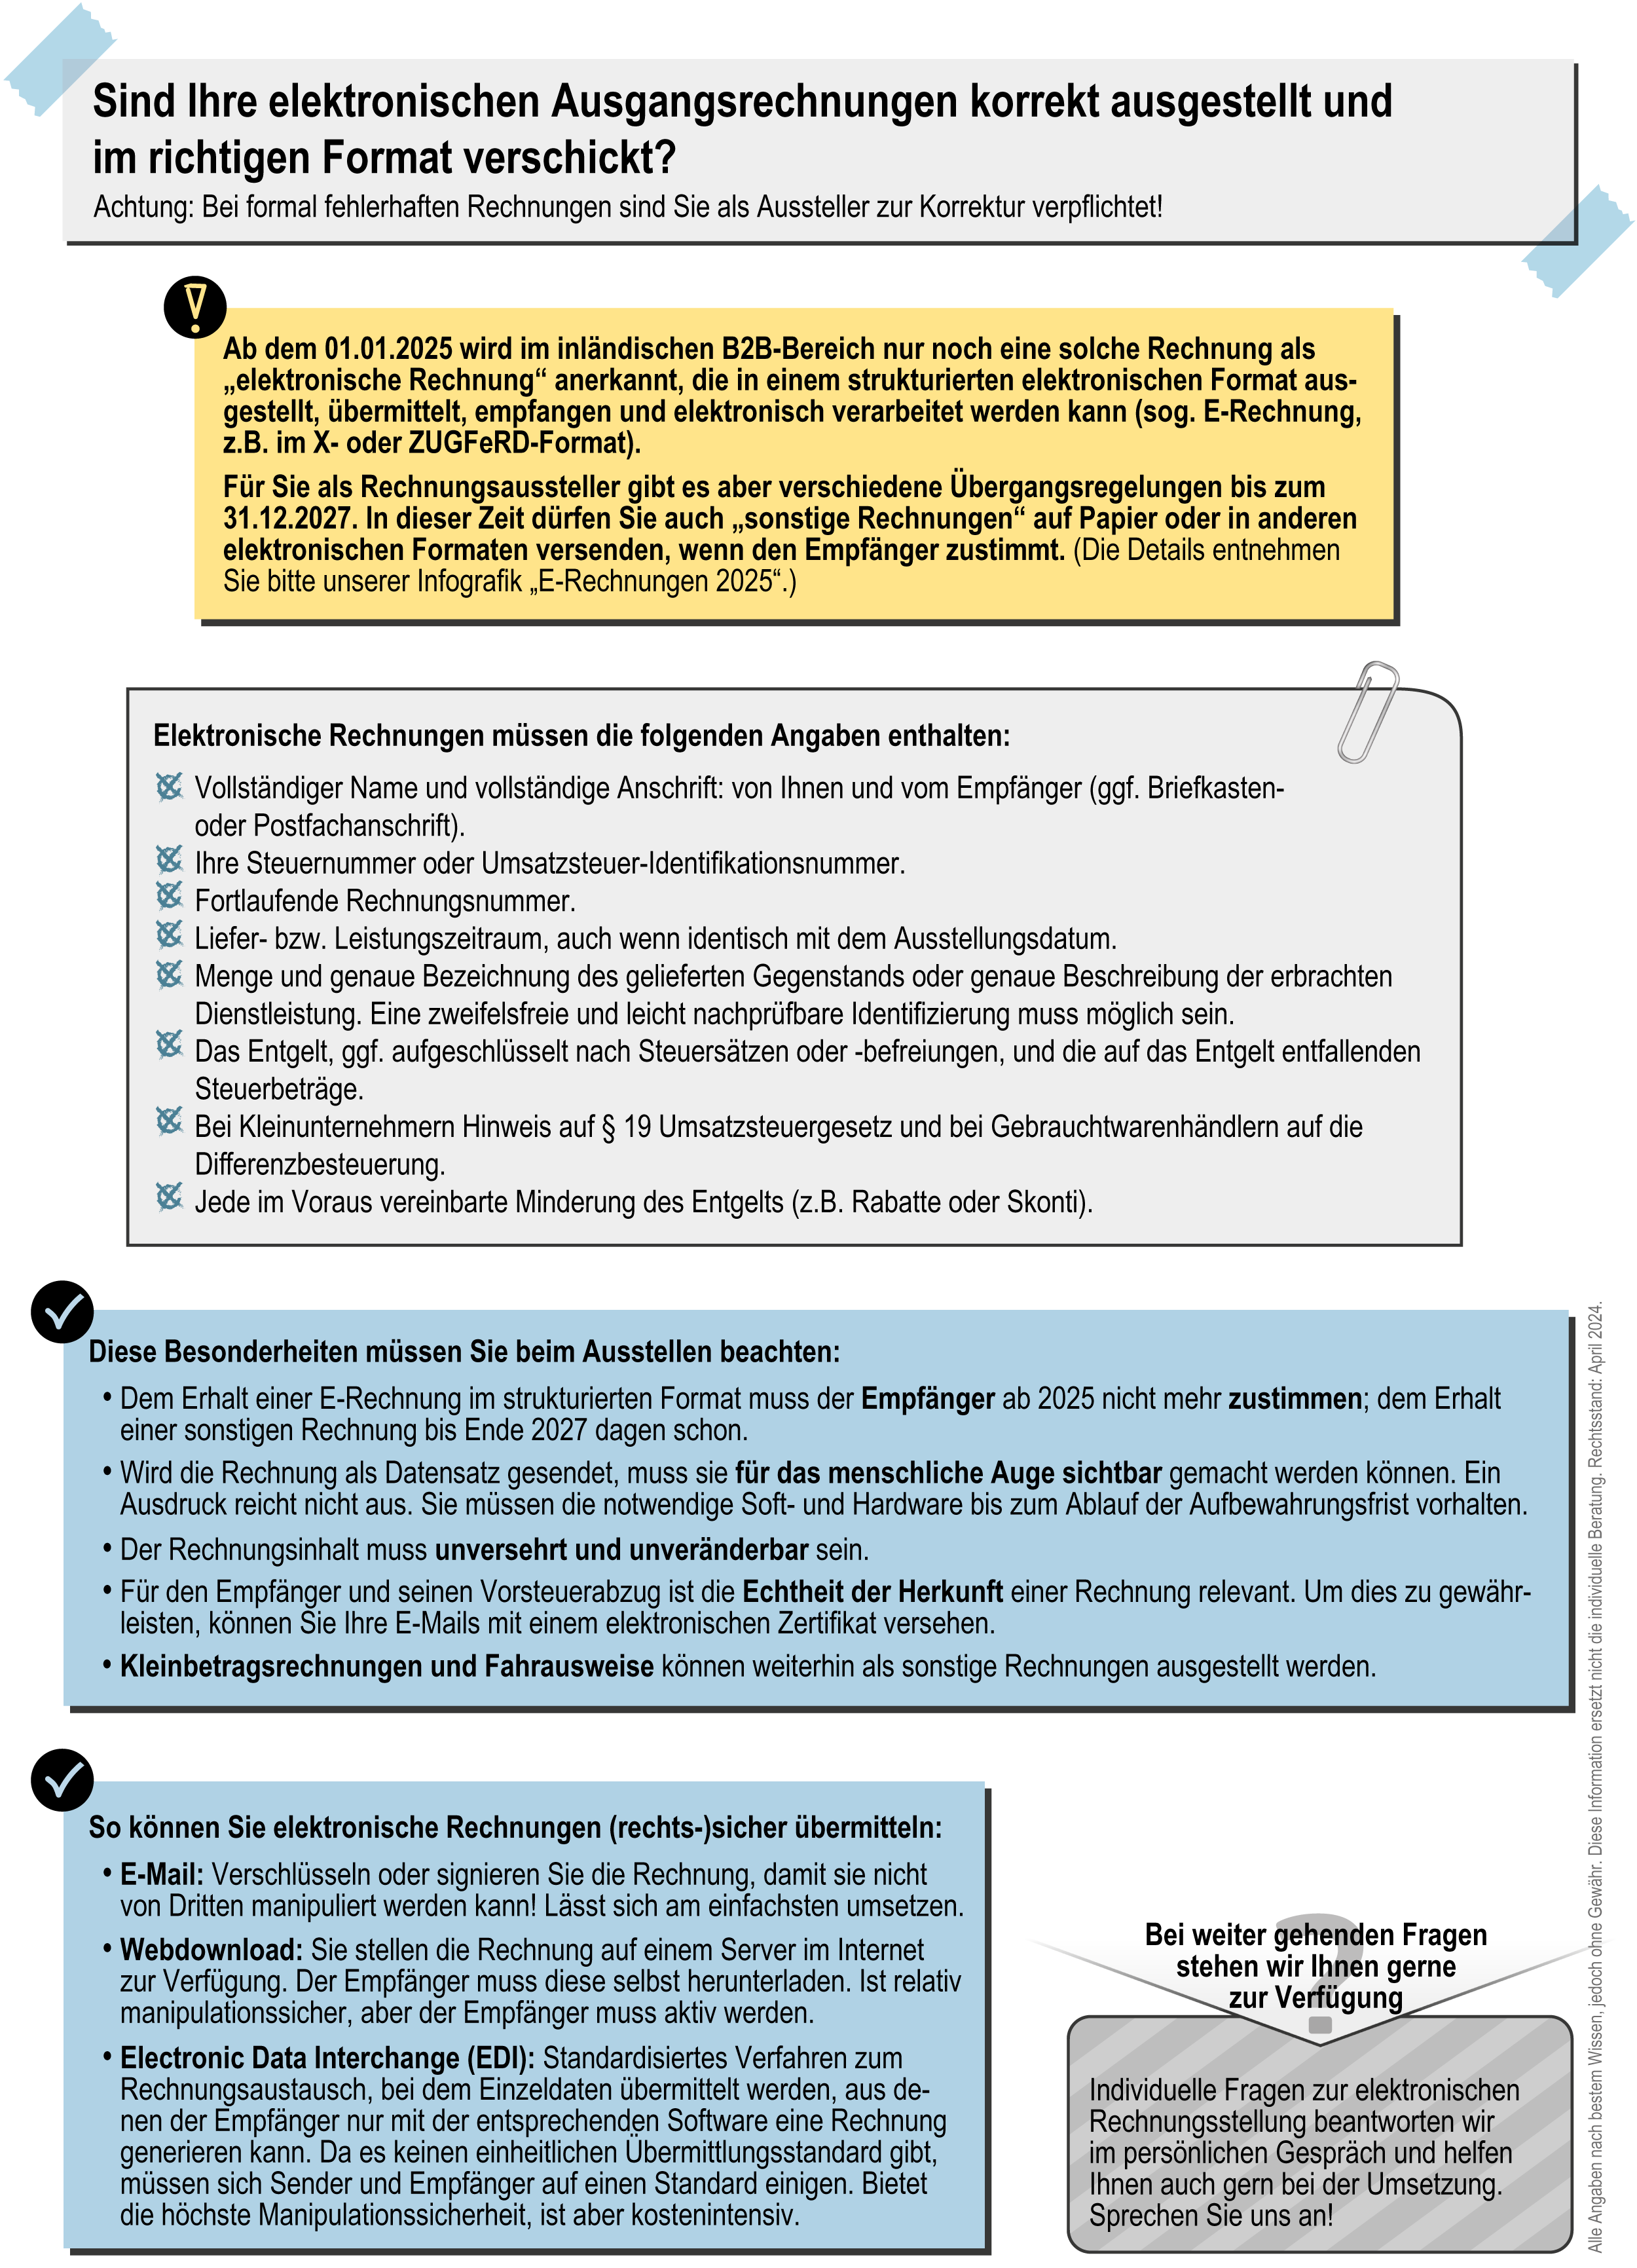 Sind Ihre elektronischen Ausgangsrechnungen korrekt ausgestellt und
im richtigen Format verschickt?
Achtung: Bei formal fehlerhaften Rechnungen sind Sie als Aussteller zur Korrektur verpflichtet!
Ab dem 01.01.2025 wird im inländischen B2B-Bereich nur noch eine solche Rechnung als
„elektronische Rechnung“ anerkannt, die in einem strukturierten elektronischen Format aus-
gestellt, übermittelt, empfangen und elektronisch verarbeitet werden kann (sog. E-Rechnung,
z.B. im X- oder ZUGFeRD-Format).
Für Sie als Rechnungsaussteller gibt es aber verschiedene Übergangsregelungen bis zum
31.12.2027. In dieser Zeit dürfen Sie auch „sonstige Rechnungen“ auf Papier oder in anderen
elektronischen Formaten versenden, wenn den Empfänger zustimmt. (Die Details entnehmen
Sie bitte unserer Infografik „E-Rechnungen 2025“.)
Elektronische Rechnungen müssen die folgenden Angaben enthalten:
Vollständiger Name und vollständige Anschrift: von Ihnen und vom Empfänger (ggf. Briefkasten-
oder Postfachanschrift).
Ihre Steuernummer oder Umsatzsteuer-Identifikationsnummer.
Fortlaufende Rechnungsnummer.
Liefer- bzw. Leistungszeitraum, auch wenn identisch mit dem Ausstellungsdatum.
Menge und genaue Bezeichnung des gelieferten Gegenstands oder genaue Beschreibung der erbrachten
Dienstleistung. Eine zweifelsfreie und leicht nachprüfbare Identifizierung muss möglich sein.
Das Entgelt, ggf. aufgeschlüsselt nach Steuersätzen oder -befreiungen, und die auf das Entgelt entfallenden
Steuerbeträge.
Bei Kleinunternehmern Hinweis auf § 19 Umsatzsteuergesetz und bei Gebrauchtwarenhändlern auf die
Differenzbesteuerung.
Jede im Voraus vereinbarte Minderung des Entgelts (z.B. Rabatte oder Skonti).
Diese Besonderheiten müssen Sie beim Ausstellen beachten:
• Dem Erhalt einer E-Rechnung im strukturierten Format muss der Empfänger ab 2025 nicht mehr zustimmen; dem Erhalt
einer sonstigen Rechnung bis Ende 2027 dagen schon.
• Wird die Rechnung als Datensatz gesendet, muss sie für das menschliche Auge sichtbar gemacht werden können. Ein
Ausdruck reicht nicht aus. Sie müssen die notwendige Soft- und Hardware bis zum Ablauf der Aufbewahrungsfrist vorhalten.
• Der Rechnungsinhalt muss unversehrt und unveränderbar sein.
• Für den Empfänger und seinen Vorsteuerabzug ist die Echtheit der Herkunft einer Rechnung relevant. Um dies zu gewähr-
leisten, können Sie Ihre E-Mails mit einem elektronischen Zertifikat versehen.
• Kleinbetragsrechnungen und Fahrausweise können weiterhin als sonstige Rechnungen ausgestellt werden.
So können Sie elektronische Rechnungen (rechts-)sicher übermitteln:
• E-Mail: Verschlüsseln oder signieren Sie die Rechnung, damit sie nicht
von Dritten manipuliert werden kann! Lässt sich am einfachsten umsetzen.
• Webdownload: Sie stellen die Rechnung auf einem Server im Internet
zur Verfügung. Der Empfänger muss diese selbst herunterladen. Ist relativ
manipulationssicher, aber der Empfänger muss aktiv werden.
• Electronic Data Interchange (EDI): Standardisiertes Verfahren zum
Rechnungsaustausch, bei dem Einzeldaten übermittelt werden, aus de-
nen der Empfänger nur mit der entsprechenden Software eine Rechnung
generieren kann. Da es keinen einheitlichen Übermittlungsstandard gibt,
müssen sich Sender und Empfänger auf einen Standard einigen. Bietet
die höchste Manipulationssicherheit, ist aber kostenintensiv.
?
Bei weiter gehenden Fragen
stehen wir Ihnen gerne
zur Verfügung
Individuelle Fragen zur elektronischen
Rechnungsstellung beantworten wir
im persönlichen Gespräch und helfen
Ihnen auch gern bei der Umsetzung.
Sprechen Sie uns an!
Alle Angaben nach bestem Wissen, jedoch ohne Gewähr. Diese Information ersetzt nicht die individuelle Beratung. Rechtsstand: April 2024.